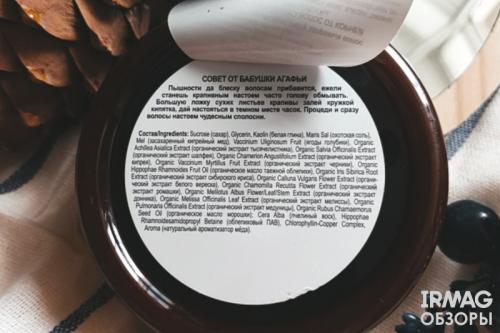 СОВЕТ ОТ БАБУШКИ АГАФЬИ
Пышности да блеску волосам прибавится, ежели
станешь крапивным настоем часто голову обмывать.
Большую ложку сухих листьев крапивы залей кружкой
кипятка, дай настояться в темном месте часок. Процеди и сразу
волосы настоем чудесным сполосни.
Состав/Ingredients: Sucrose (сахар), Glycerin, Kaolin (белая глина), Maris Sal (охотская соль),
Mel (засахаренный кипрейный мед), Vaccinium Uliginosum Fruit (ягоды голубики), Organic
Achillea Asiatica Extract (органический экстракт тысячелистника), Organic Salvia Officinalis Extract
(органический экстракт шалфея), Organic Chamerion Angustifolium Extract (органический экстракт
кипрея), Organic Vaccinium Myrtillus Fruit Extract (органический экстракт черники), Organic
Hippophae Rhamnoides Fruit Oil (органическое масло таежной облепихи), Organic Iris Sibirica Root
Extract (органический экстракт сибирского ириса), Organic Calluna Vulgaris Flower Extract (органи-
ческий экстракт белого вереска), Organic Chamomilla Recutita Flower Extract (органический
экстракт ромашки), Organic Melilotus Albus Flower/Leaf/Stem Extract (органический экстракт
донника), Organic Melissa Officinalis Leaf Extract (органический экстракт мелиссы), Organic
Pulmonaria Officinalis Extract (органический экстракт медуницы), Organic Rubus Chamaemorus
Seed Oil (органическое масло морошки); Cera Alba (пчелиный воск), Hippophae
Rhamnoidesamidopropyl Betaine (облепиховый ПАВ), Chlorophyllin-Copper Complex,
Aroma (натуральный ароматизатор мёда).
IRMAG
ОБЗОРЫ